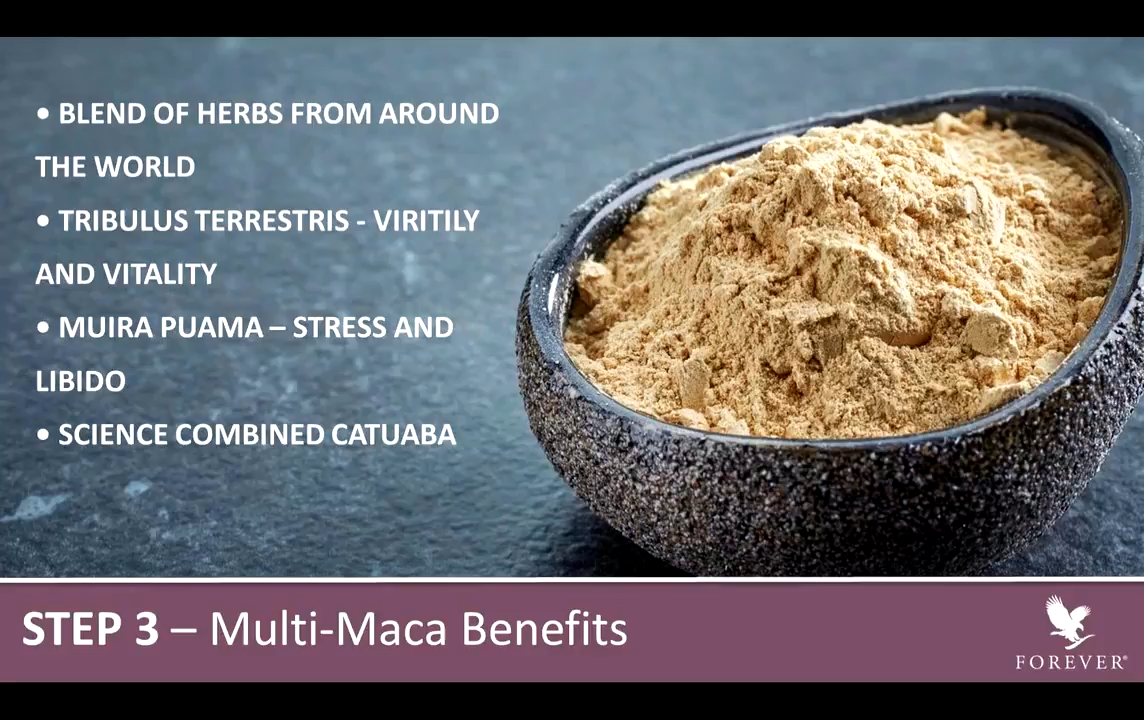 • BLEND OF HERBS FROM AROUND
THE WORLD
• TRIBULUS TERRESTRIS - VIRITILY
AND VITALITY
• MUIRA PUAMA – STRESS AND
LIBIDO
• SCIENCE COMBINED CATUABA
STEP 3 – Multi-Maca Benefits
FOREVER®